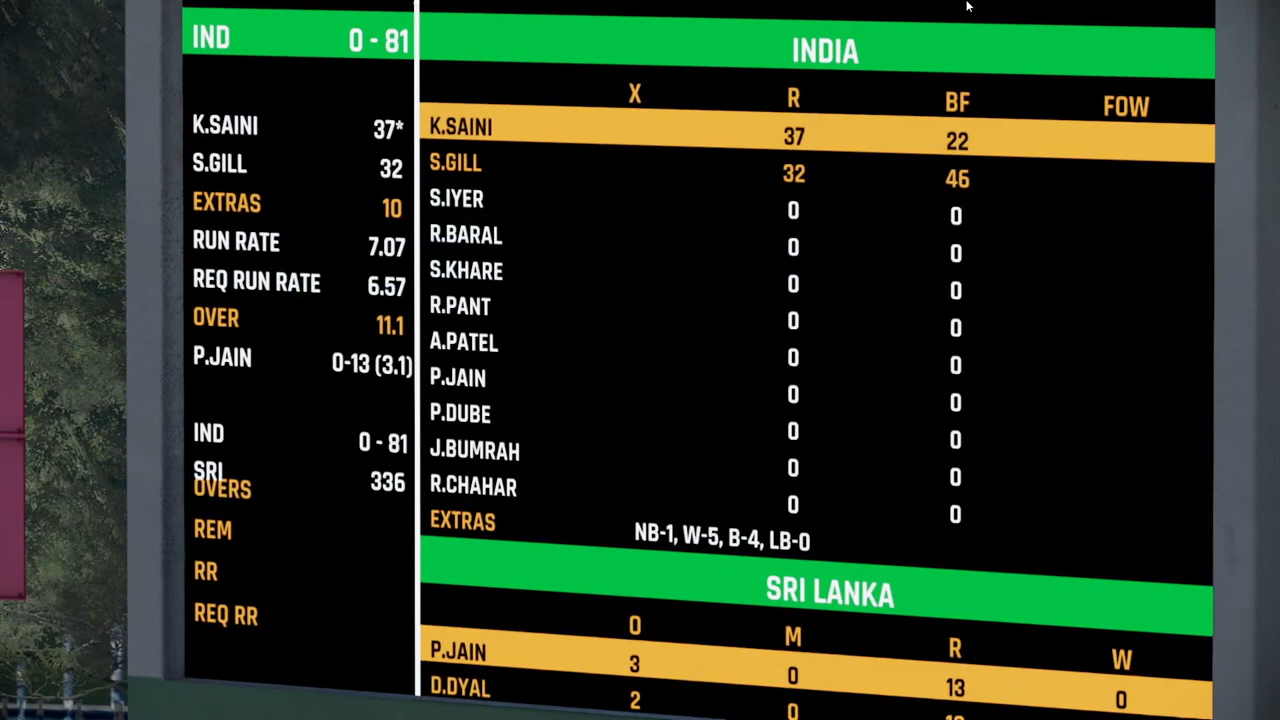 IND 0 - 81
K.SAINI 37*
S.GILL 32
EXTRAS 10
RUN RATE 7.07
REQ RUN RATE 6.57
OVER 11.1
P.JAIN 0-13 (3.1)
IND 0 - 81
SRI 336
OVERS
REM
RR
REQ RR
INDIA
X R BF FOW
K.SAINI 37 22
S.GILL 32 46
S.IYER 0 0
R.BARAL 0 0
S.KHARE 0 0
R.PANT 0 0
A.PATEL 0 0
P.JAIN 0 0
P.DUBE 0 0
J.BUMRAH 0 0
R.CHAHAR 0 0
EXTRAS NB-1, W-5, B-4, LB-0
SRI LANKA
O M R W
P.JAIN 3 0 13 0
D.DYAL 2 0